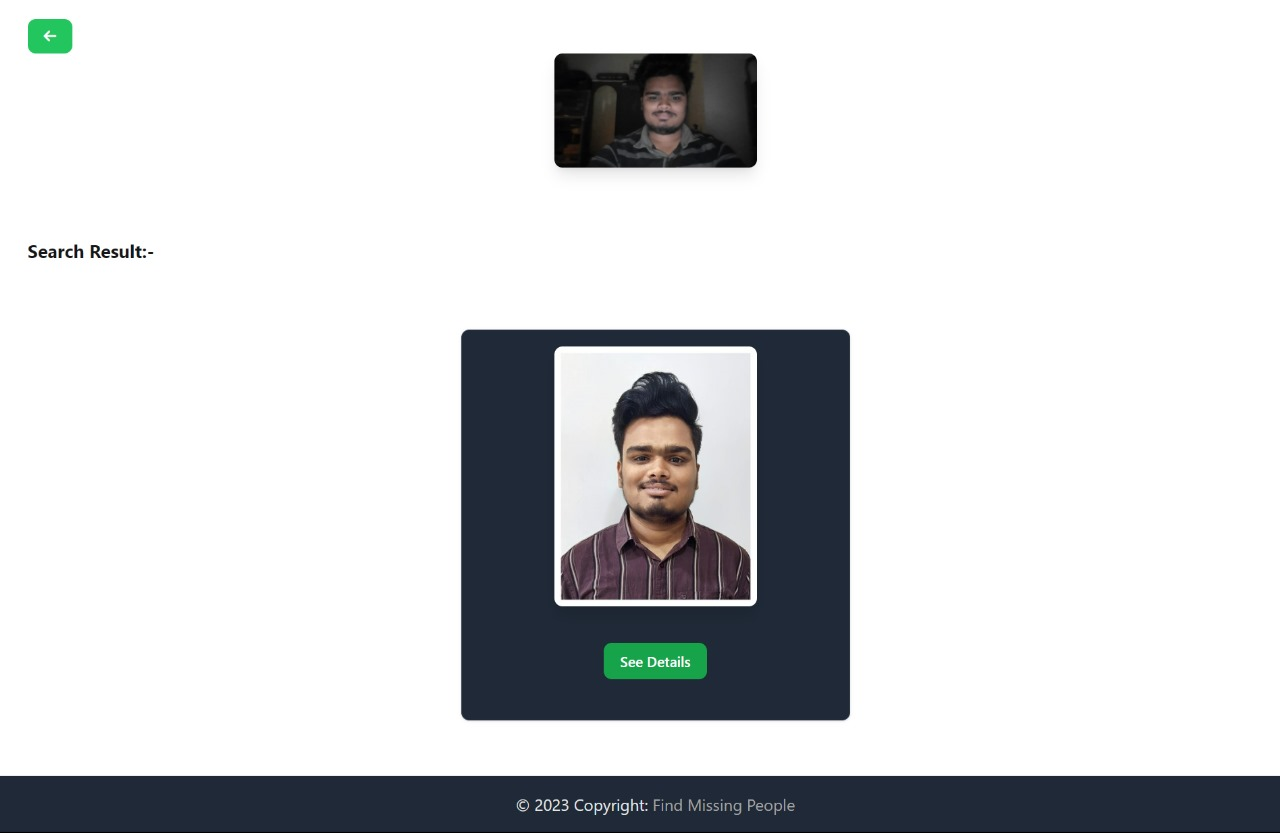 Search Result:-
See Details
© 2023 Copyright: Find Missing People